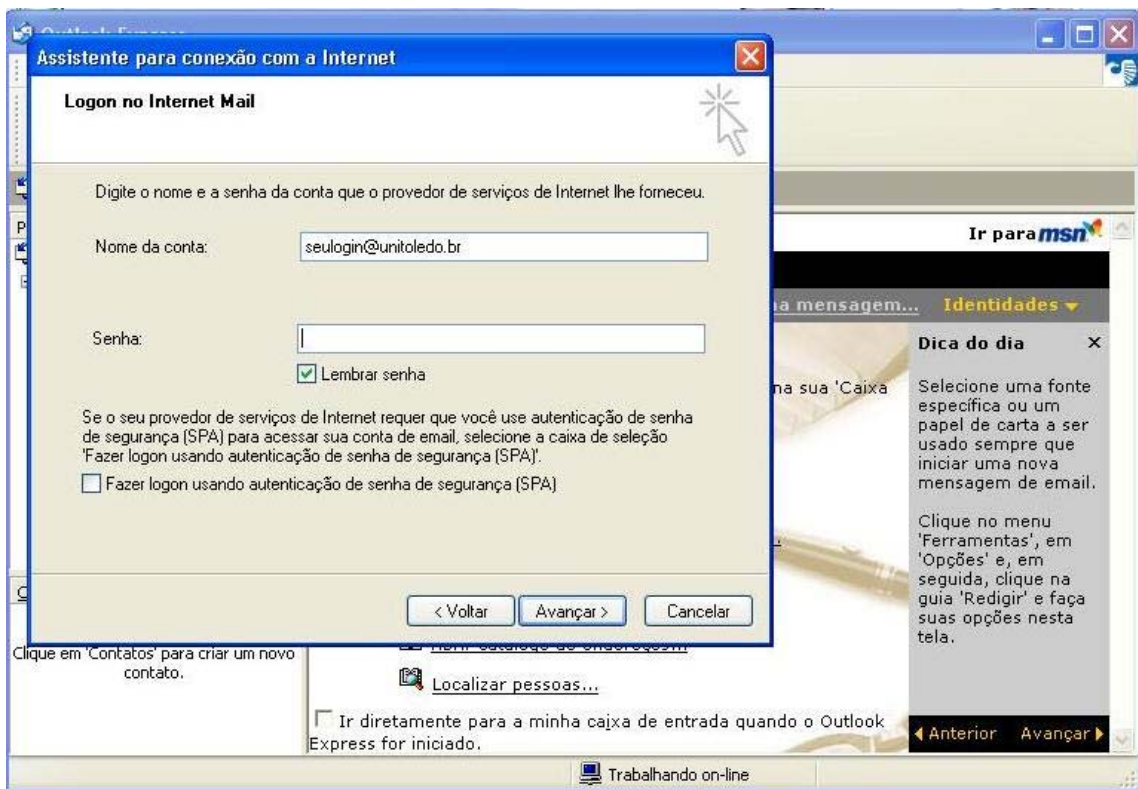 Outlook Express
Assistente para conexão com a Internet
Logon no Internet Mail
Digite o nome e a senha da conta que o provedor de serviços de Internet lhe forneceu.
Nome da conta:
seulogin@unitoledo.br
Senha:
Lembrar senha
Se o seu provedor de serviços de Internet requer que você use autenticação de senha
de segurança (SPA) para acessar sua conta de email, selecione a caixa de seleção
'Fazer logon usando autenticação de senha de segurança (SPA)'.
Fazer logon usando autenticação de senha de segurança (SPA)
< Voltar
Avançar >
Cancelar
Ir para msn
mensagem...
Identidades
na sua 'Caixa
Dica do dia
Selecione uma fonte
específica ou um
papel de carta a ser
usado sempre que
iniciar uma nova
mensagem de email.
Clique no menu
'Ferramentas', em
'Opções' e, em
seguida, clique na
guia 'Redigir' e faça
suas opções nesta
tela.
Clique em 'Contatos' para criar um novo
contato.
Localizar pessoas...
Ir diretamente para a minha caixa de entrada quando o Outlook
Express for iniciado.
Anterior
Avançar
Trabalhando on-line